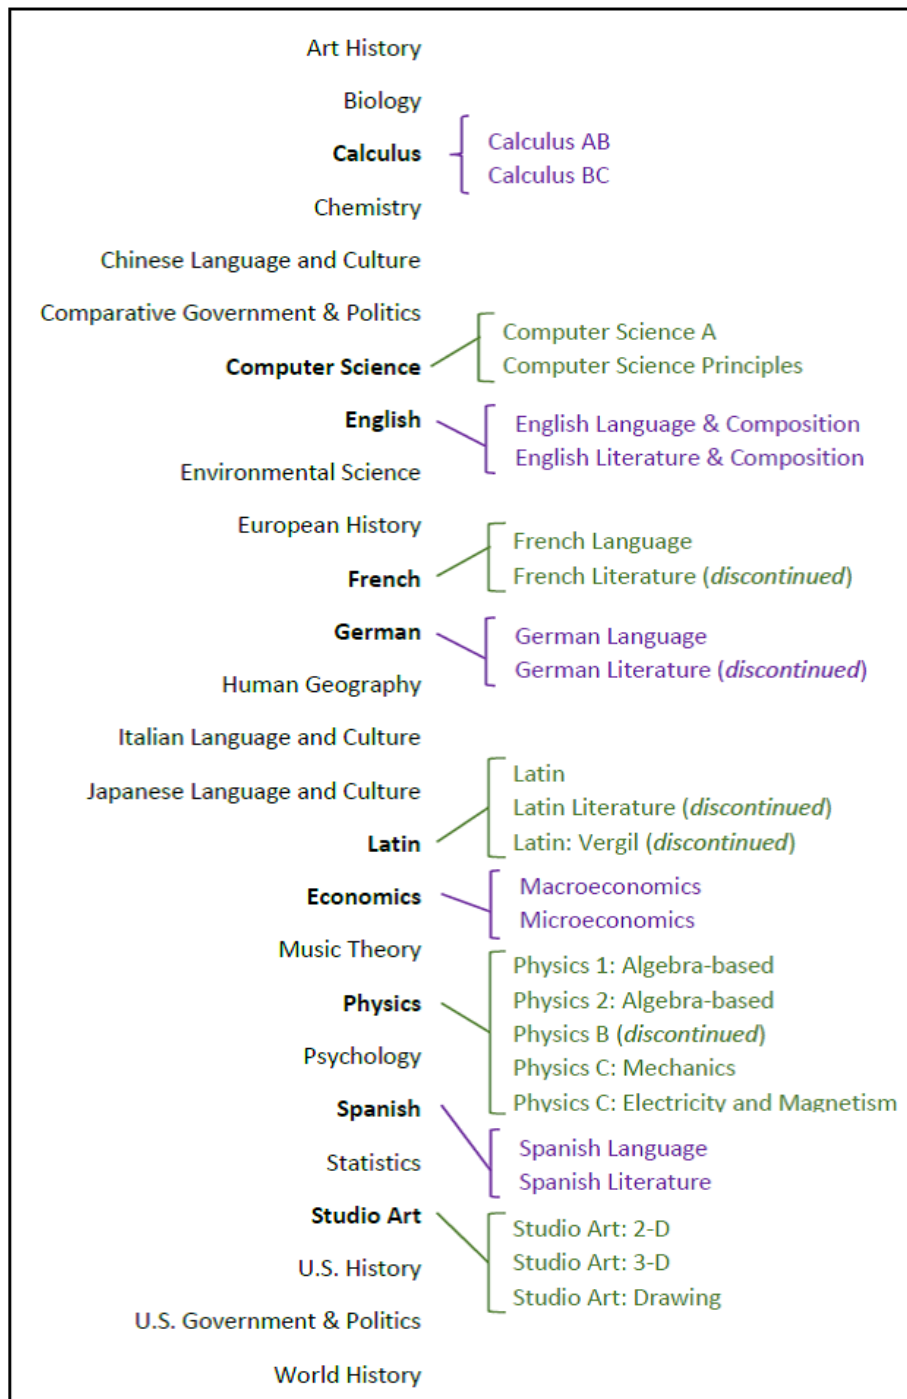 Art History
Biology
Calculus
Calculus AB
Calculus BC
Chemistry
Chinese Language and Culture
Comparative Government & Politics
Computer Science
Computer Science A
Computer Science Principles
English
English Language & Composition
English Literature & Composition
Environmental Science
European History
French
French Language
French Literature (discontinued)
German
German Language
German Literature (discontinued)
Human Geography
Italian Language and Culture
Japanese Language and Culture
Latin
Latin
Latin Literature (discontinued)
Latin: Vergil (discontinued)
Economics
Macroeconomics
Microeconomics
Music Theory
Physics
Physics 1: Algebra-based
Physics 2: Algebra-based
Physics B (discontinued)
Physics C: Mechanics
Physics C: Electricity and Magnetism
Psychology
Spanish
Spanish Language
Spanish Literature
Statistics
Studio Art
Studio Art: 2-D
Studio Art: 3-D
Studio Art: Drawing
U.S. History
U.S. Government & Politics
World History